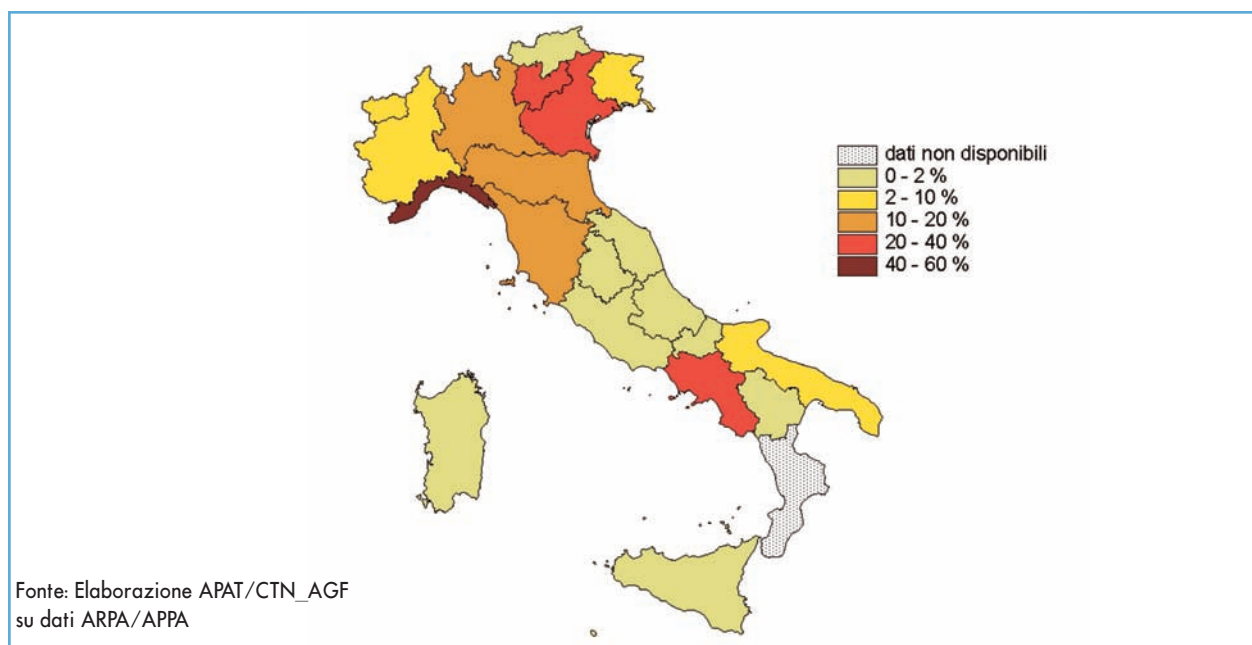 dati non disponibili
0 - 2 %
2 - 10 %
10 - 20 %
20 - 40 %
40 - 60 %
Fonte: Elaborazione APAT/CTN_AGF
su dati ARPA/APPA